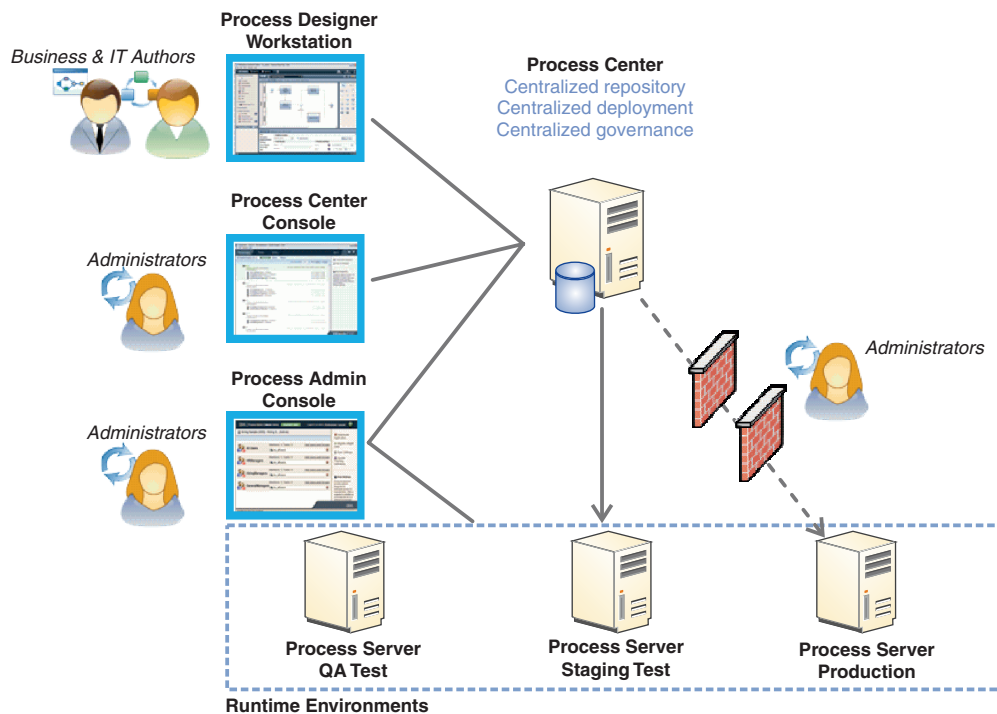 Process Designer
Workstation
Business & IT Authors
Process Center
Centralized repository
Centralized deployment
Centralized governance
Process Center
Console
Administrators
Administrators
Process Admin
Console
Administrators
Process Server
QA Test
Process Server
Staging Test
Process Server
Production
Runtime Environments